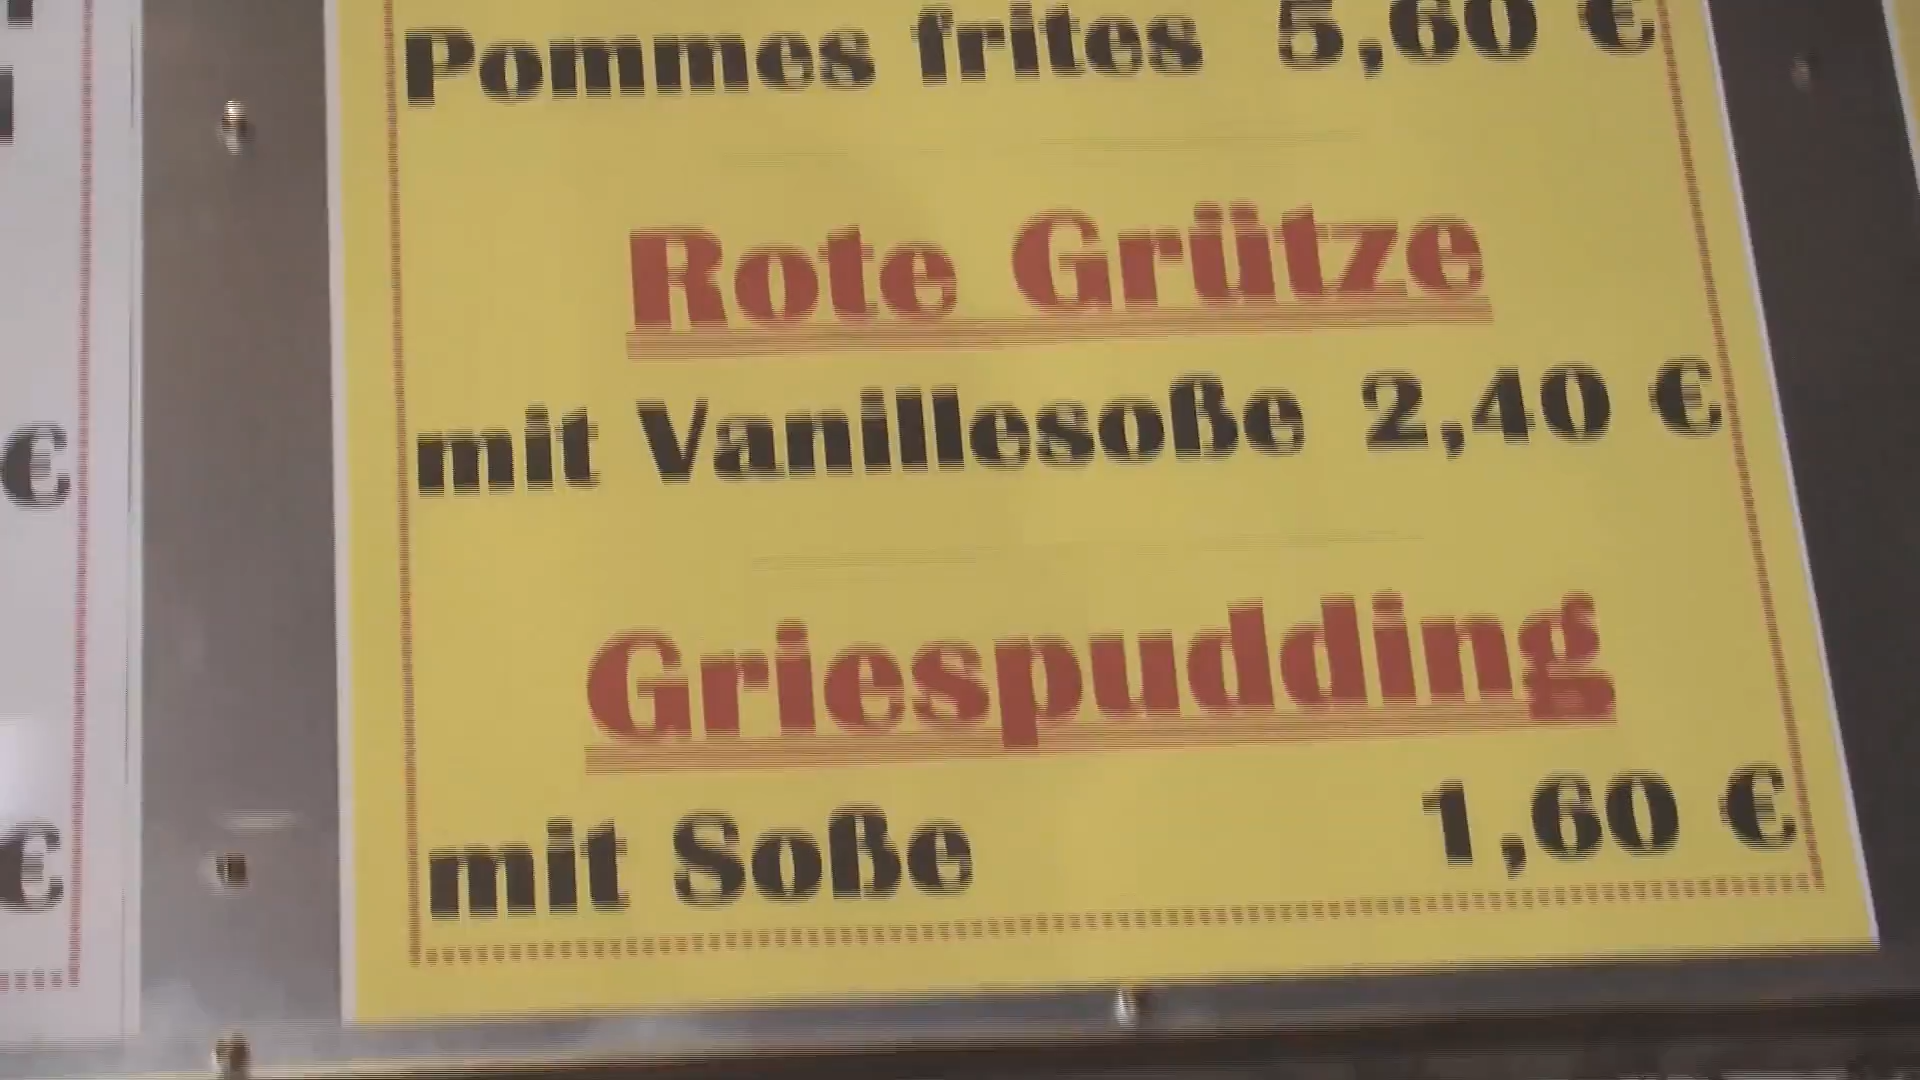 Pommes frites 5,60 €
Rote Grütze
mit Vanillesoße 2,40 €
Griespudding
mit Soße 1,60 €
€
€